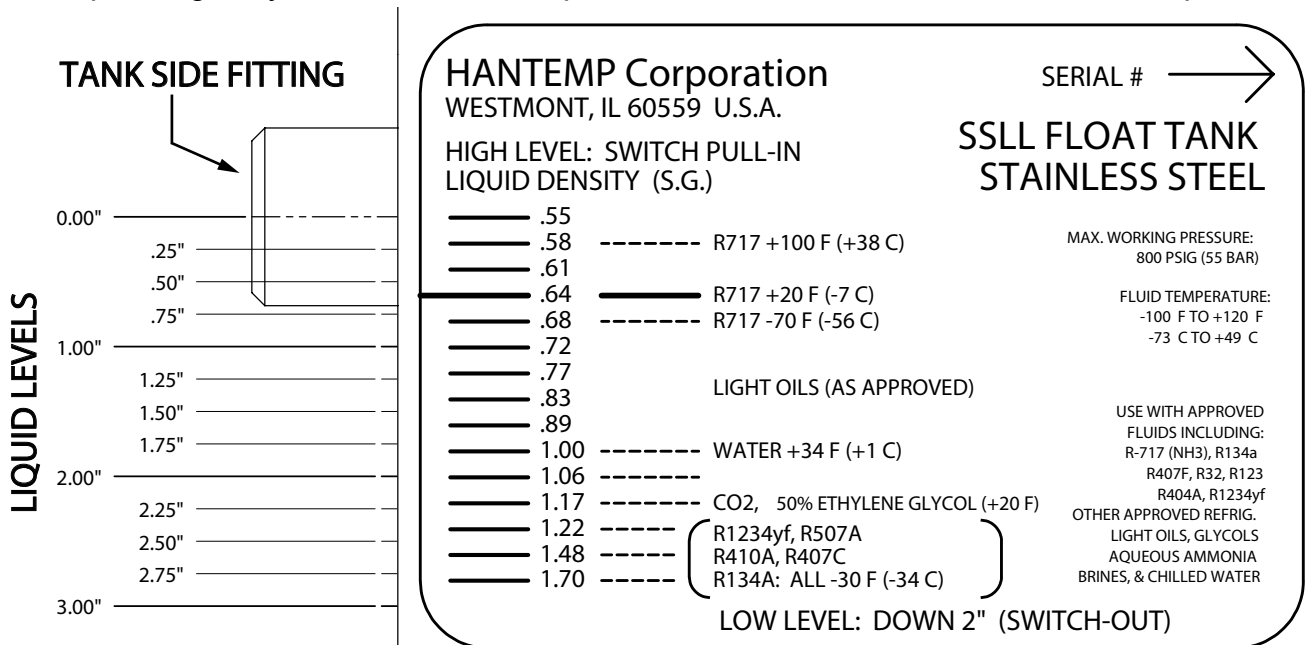 TANK SIDE FITTING
LIQUID LEVELS
0.00"
.25"
.50"
.75"
1.00"
1.25"
1.50"
1.75"
2.00"
2.25"
2.50"
2.75"
3.00"
HANTEMP Corporation
WESTMONT, IL 60559 U.S.A.
HIGH LEVEL: SWITCH PULL-IN
LIQUID DENSITY (S.G.)
.55
.58 R717 +100 F (+38 C)
.61
.64 R717 +20 F (-7 C)
.68 R717 -70 F (-56 C)
.72
.77
LIGHT OILS (AS APPROVED)
.83
.89
1.00 WATER +34 F (+1 C)
1.06
1.17 CO2, 50% ETHYLENE GLYCOL (+20 F)
1.22 R1234yf, R507A
1.48 R410A, R407C
1.70 R134A: ALL -30 F (-34 C)
LOW LEVEL: DOWN 2" (SWITCH-OUT)
SERIAL #
SSLL FLOAT TANK
STAINLESS STEEL
MAX. WORKING PRESSURE:
800 PSIG (55 BAR)
FLUID TEMPERATURE:
-100 F TO +120 F
-73 C TO +49 C
USE WITH APPROVED
FLUIDS INCLUDING:
R-717 (NH3), R134a
R407F, R32, R123
R404A, R1234yf
OTHER APPROVED REFRIG.
LIGHT OILS, GLYCOLS
AQUEOUS AMMONIA
BRINES, & CHILLED WATER